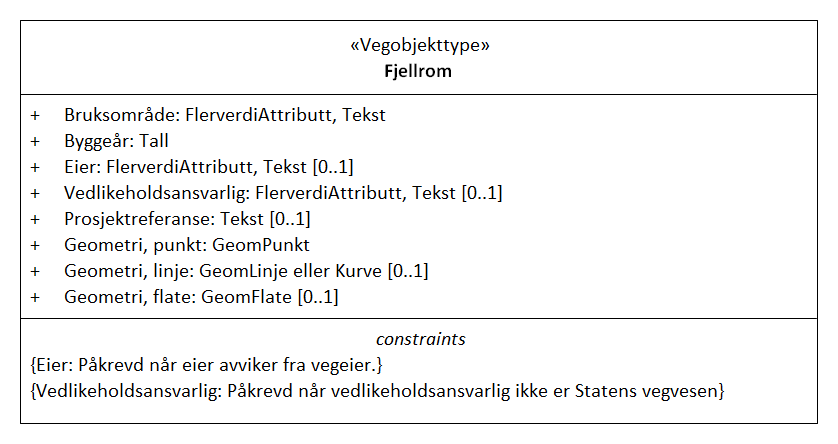 «Vegobjekttype»
Fjellrom
+ Bruksområde: FlerverdiAttributt, Tekst
+ Byggeår: Tall
+ Eier: FlerverdiAttributt, Tekst [0..1]
+ Vedlikeholdsansvarlig: FlerverdiAttributt, Tekst [0..1]
+ Prosjektreferanse: Tekst [0..1]
+ Geometri, punkt: GeomPunkt
+ Geometri, linje: GeomLinje eller Kurve [0..1]
+ Geometri, flate: GeomFlate [0..1]
constraints
{Eier: Påkrevd når eier avviker fra vegeier.}
{Vedlikeholdsansvarlig: Påkrevd når vedlikeholdsansvarlig ikke er Statens vegvesen}